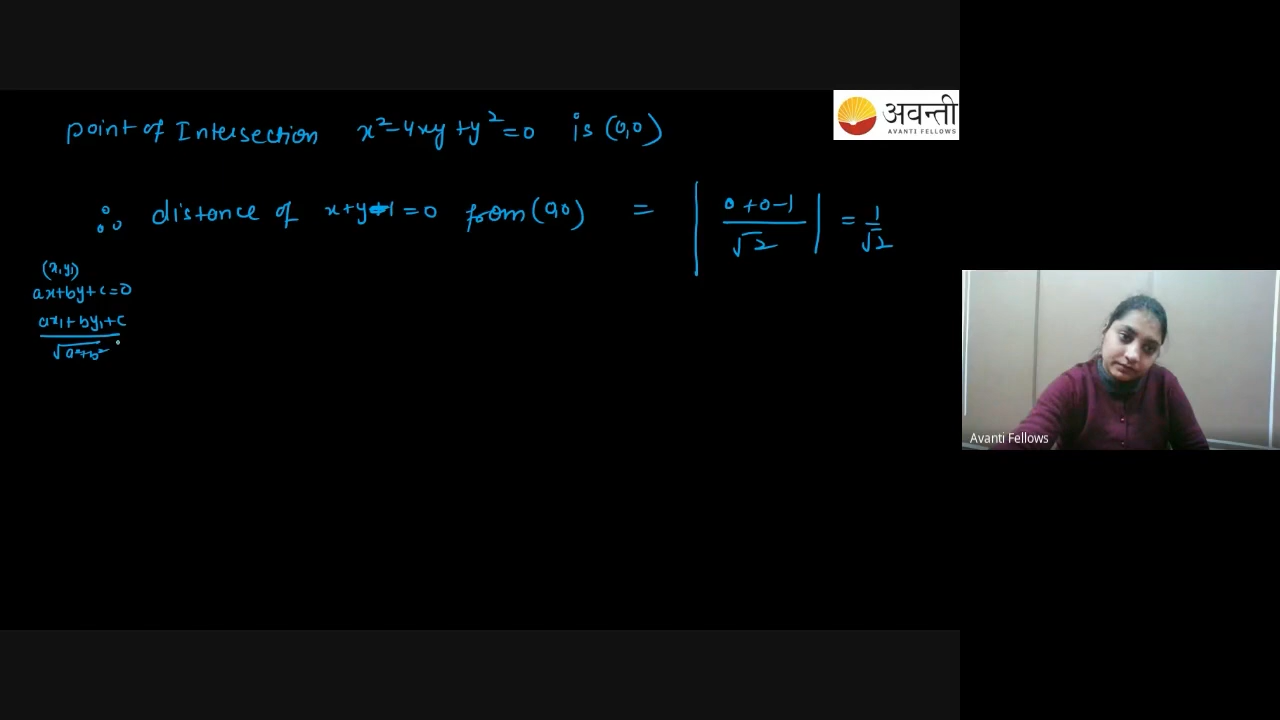 अवन्ती
AVANTI FELLOWS
point of Intersection x²-4xy+y²=0 is (0,0)
∴ distance of x+y-1=0 from (0,0) = | 0+0-1 / √2 | = 1/√2
(x,y₁)
ax+by+c=0
ax₁+by₁+c
√a²+b²
Avanti Fellows